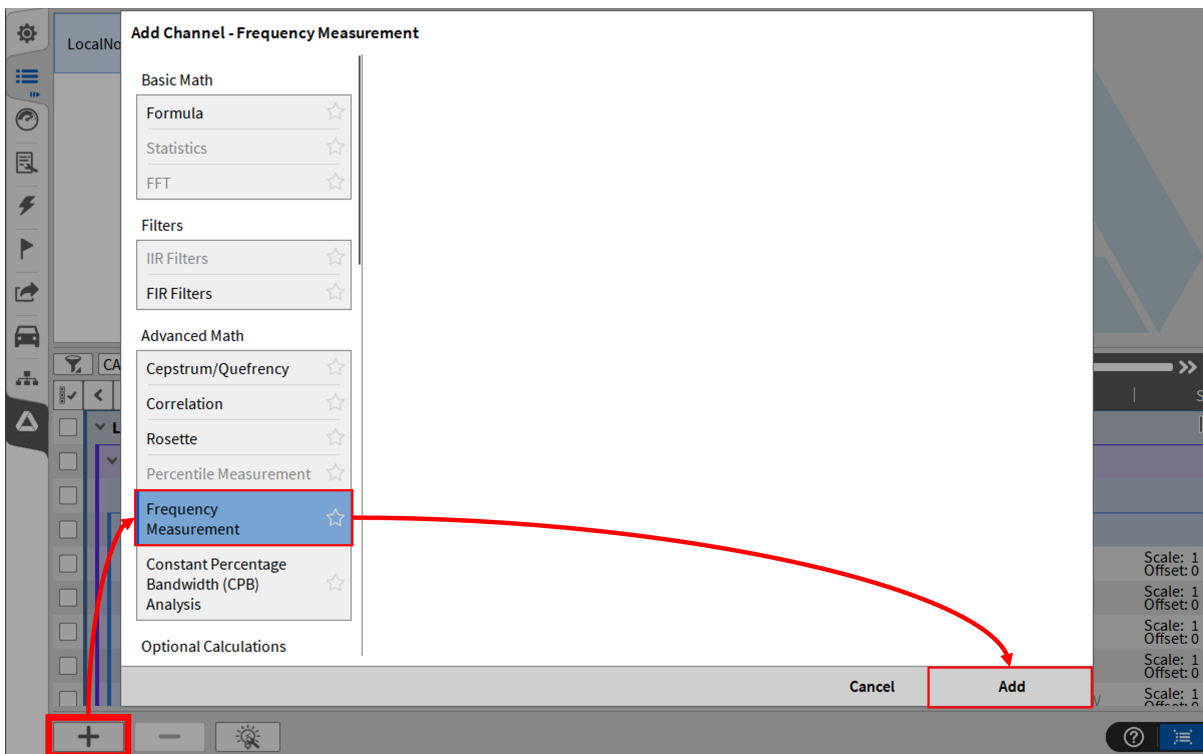 Add Channel - Frequency Measurement
LocalNo
Basic Math
Formula
Statistics
FFT
Filters
IIR Filters
FIR Filters
Advanced Math
Cepstrum/Quefrency
Correlation
Rosette
Percentile Measurement
Frequency
Measurement
Constant Percentage
Bandwidth (CPB)
Analysis
Optional Calculations
CA
S
L
Scale: 1
Offset: 0
Scale: 1
Offset: 0
Scale: 1
Offset: 0
Scale: 1
Offset: 0
Scale: 1
Cancel
Add